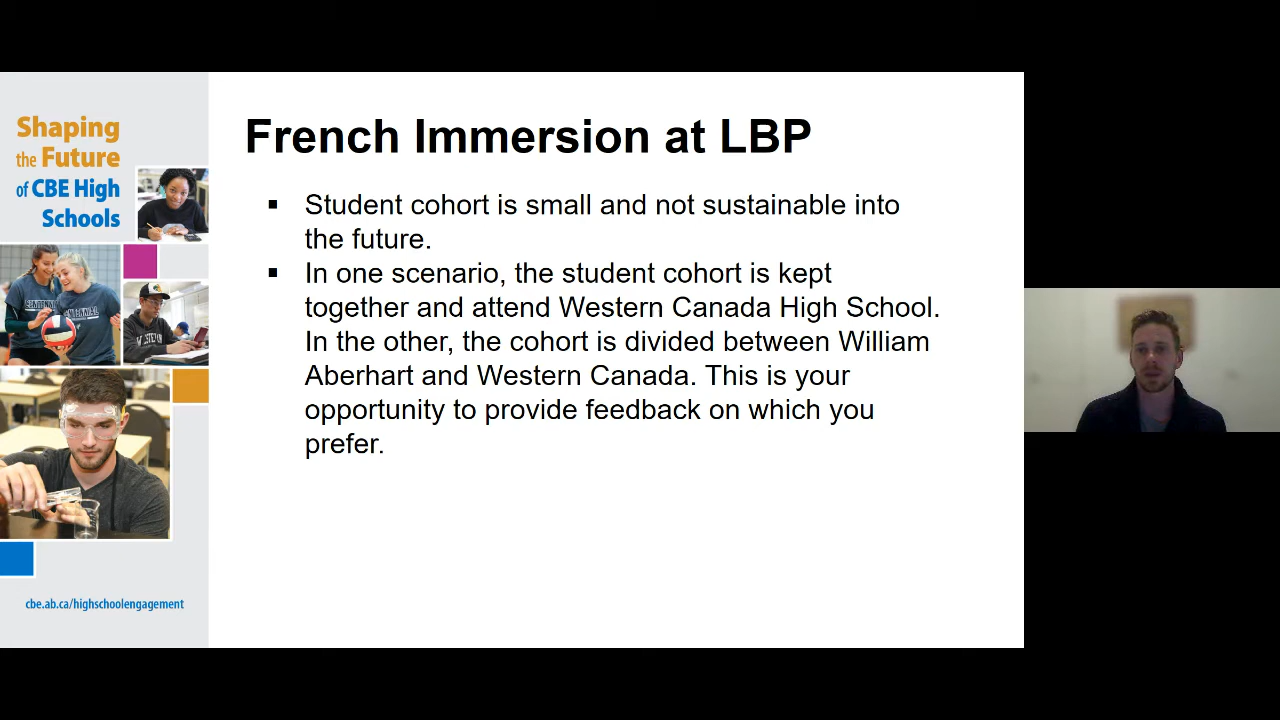 Shaping
the Future
of CBE High
Schools
French Immersion at LBP
▪ Student cohort is small and not sustainable into
the future.
▪ In one scenario, the student cohort is kept
together and attend Western Canada High School.
In the other, the cohort is divided between William
Aberhart and Western Canada. This is your
opportunity to provide feedback on which you
prefer.
cbe.ab.ca/highschoolengagement